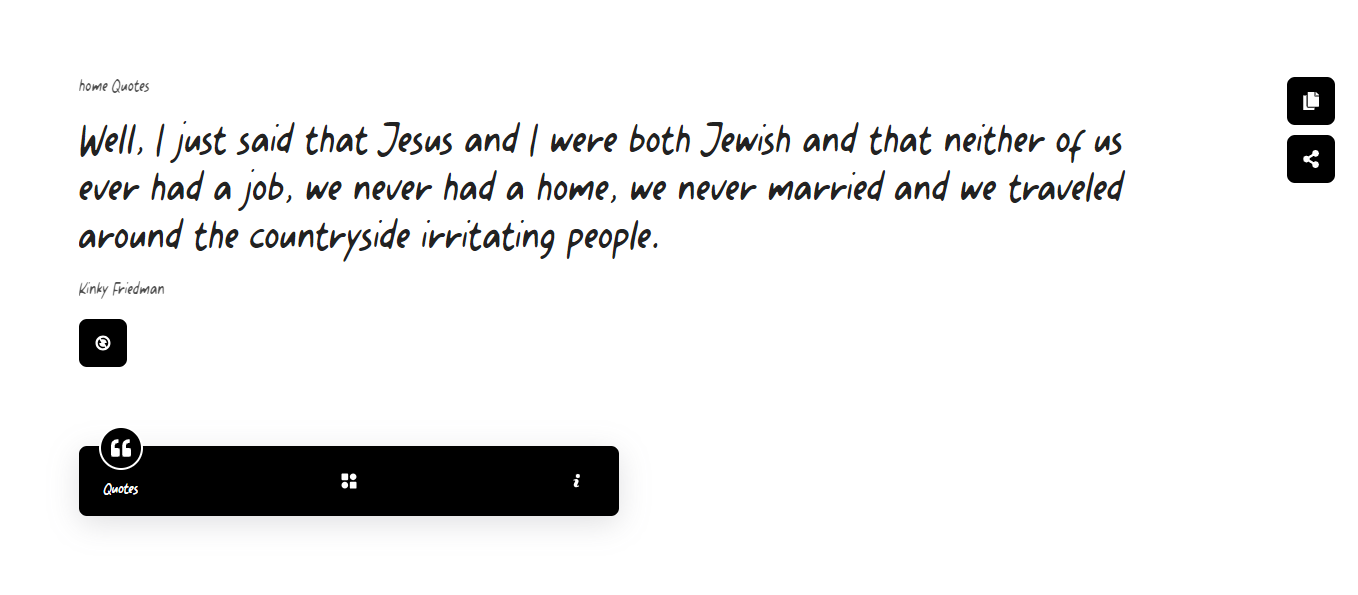 home Quotes
Well, I just said that Jesus and I were both Jewish and that neither of us
ever had a job, we never had a home, we never married and we traveled
around the countryside irritating people.
Kinky Friedman
Quotes